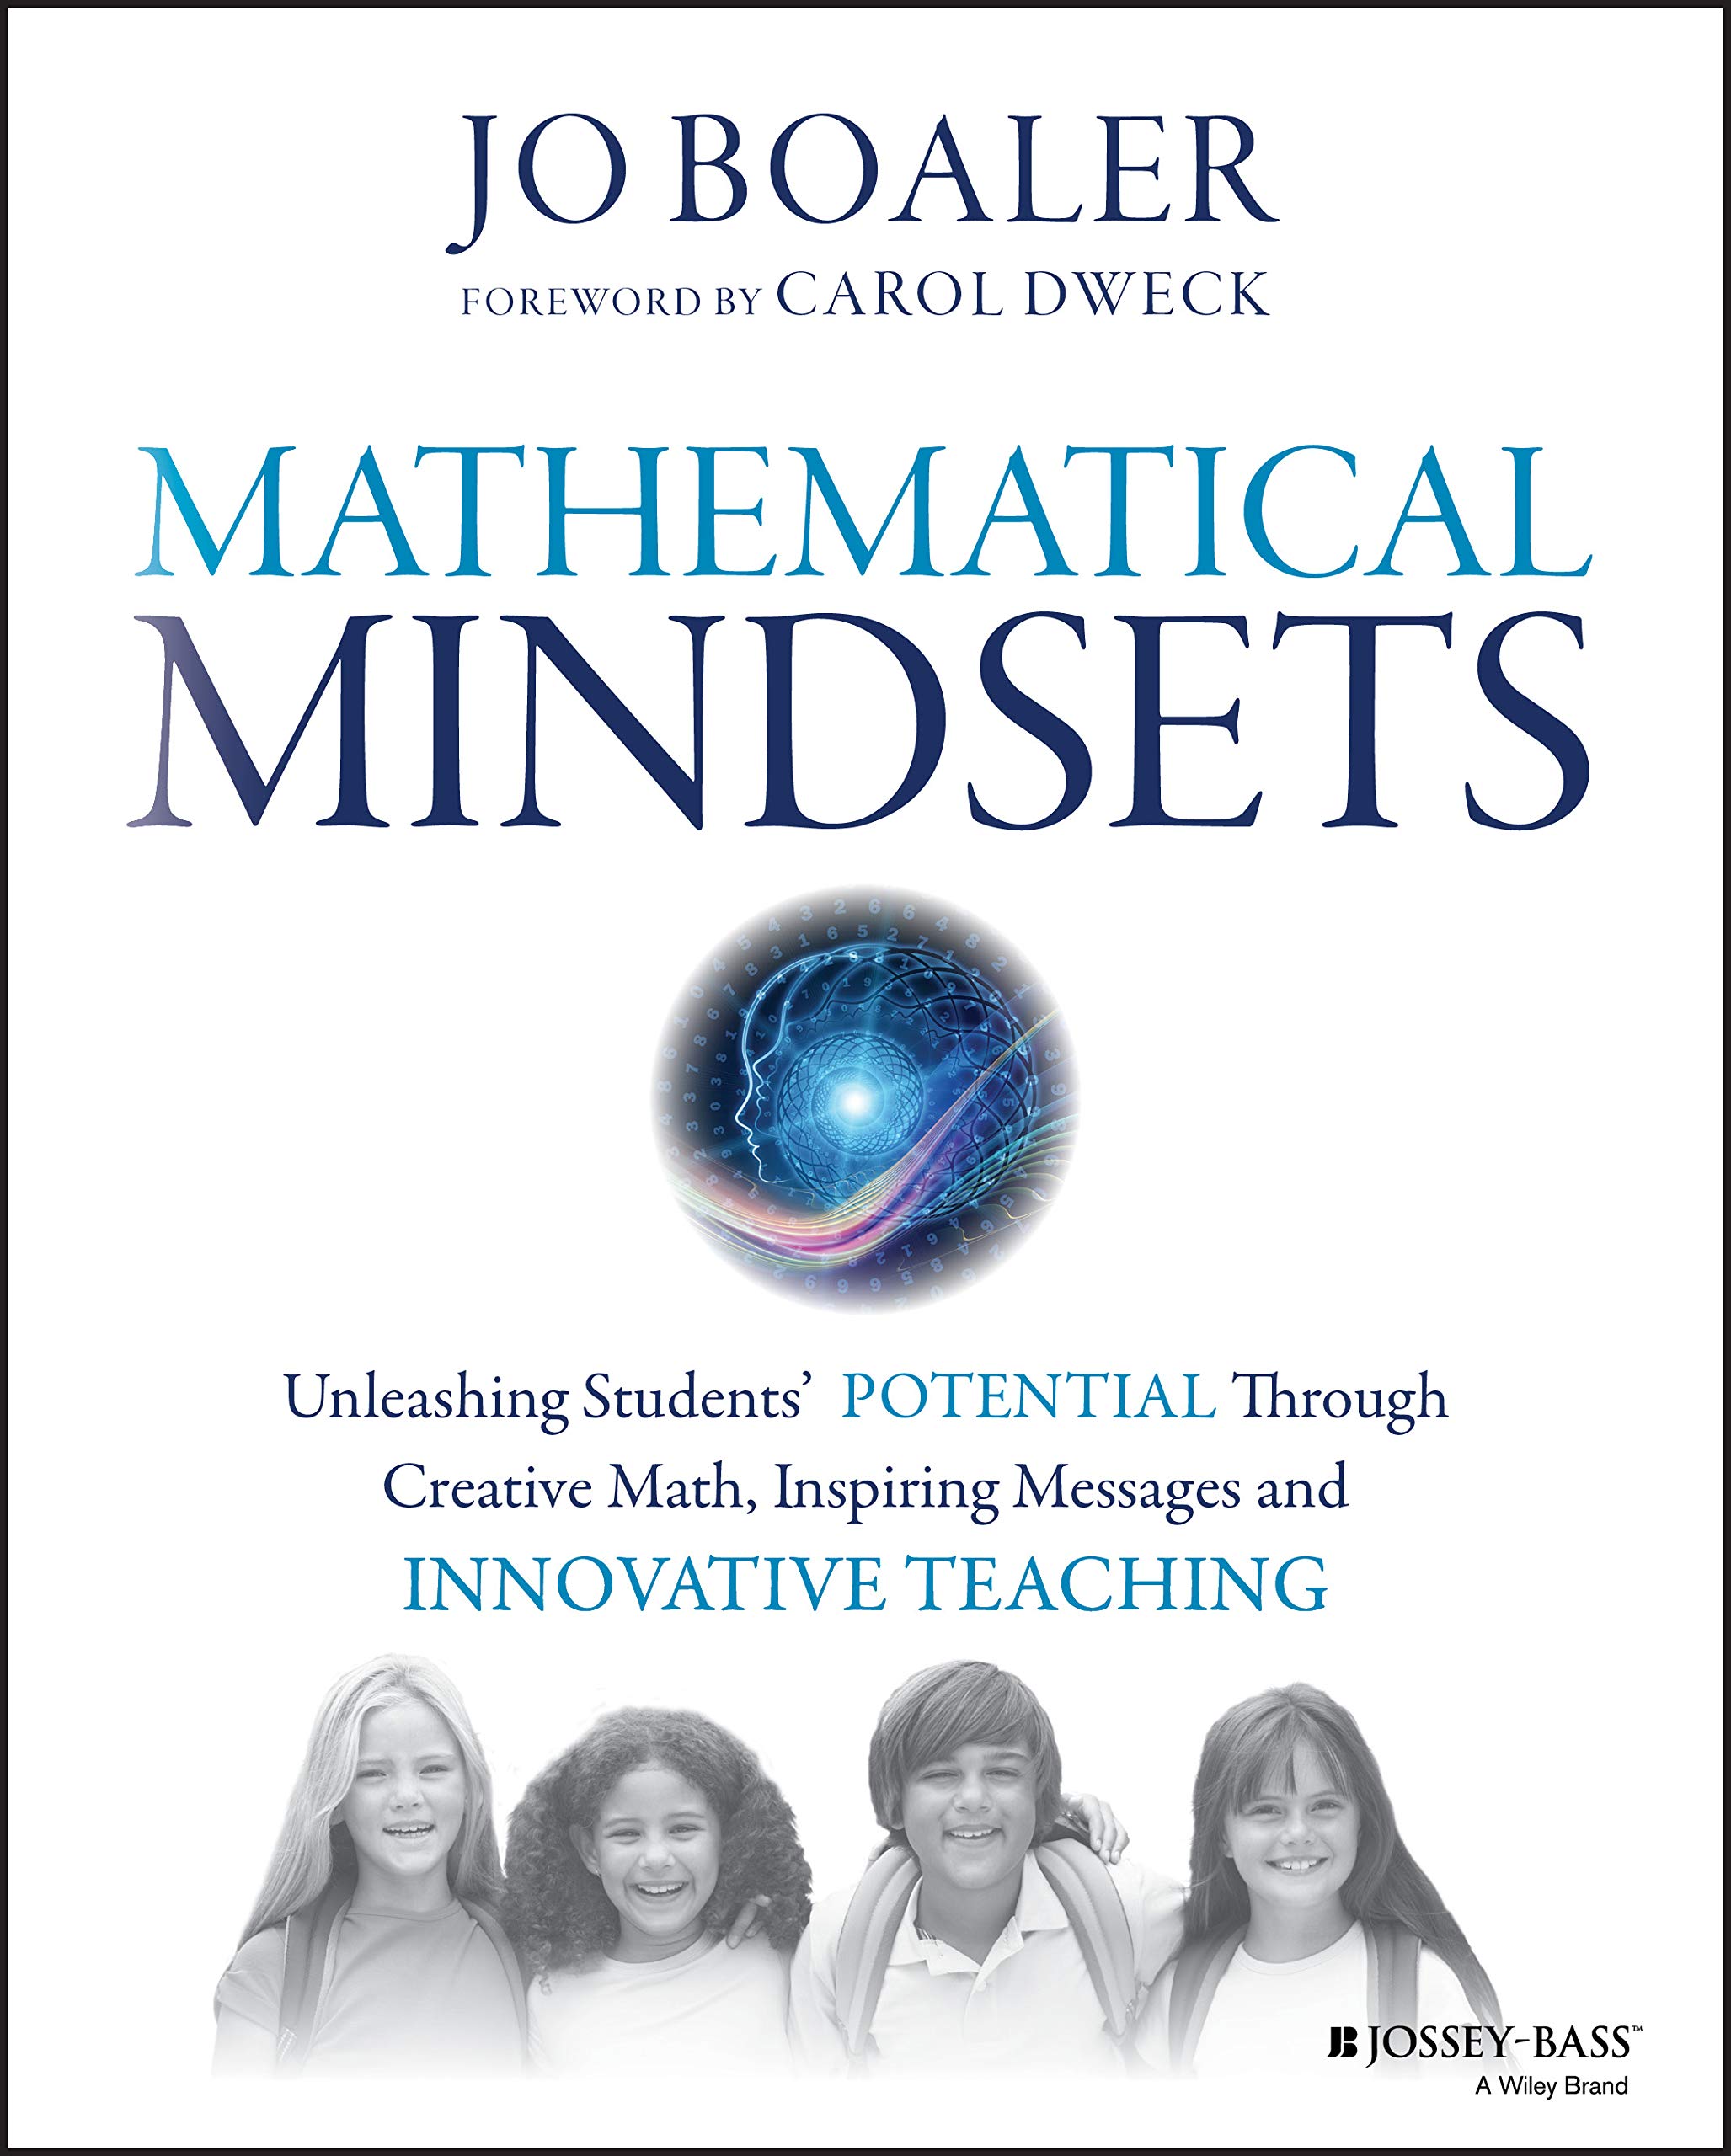 JO BOALER
FOREWORD BY CAROL DWECK
MATHEMATICAL
MINDSETS
Unleashing Students’ POTENTIAL Through
Creative Math, Inspiring Messages and
INNOVATIVE TEACHING
JB JOSSEY-BASS™
A Wiley Brand